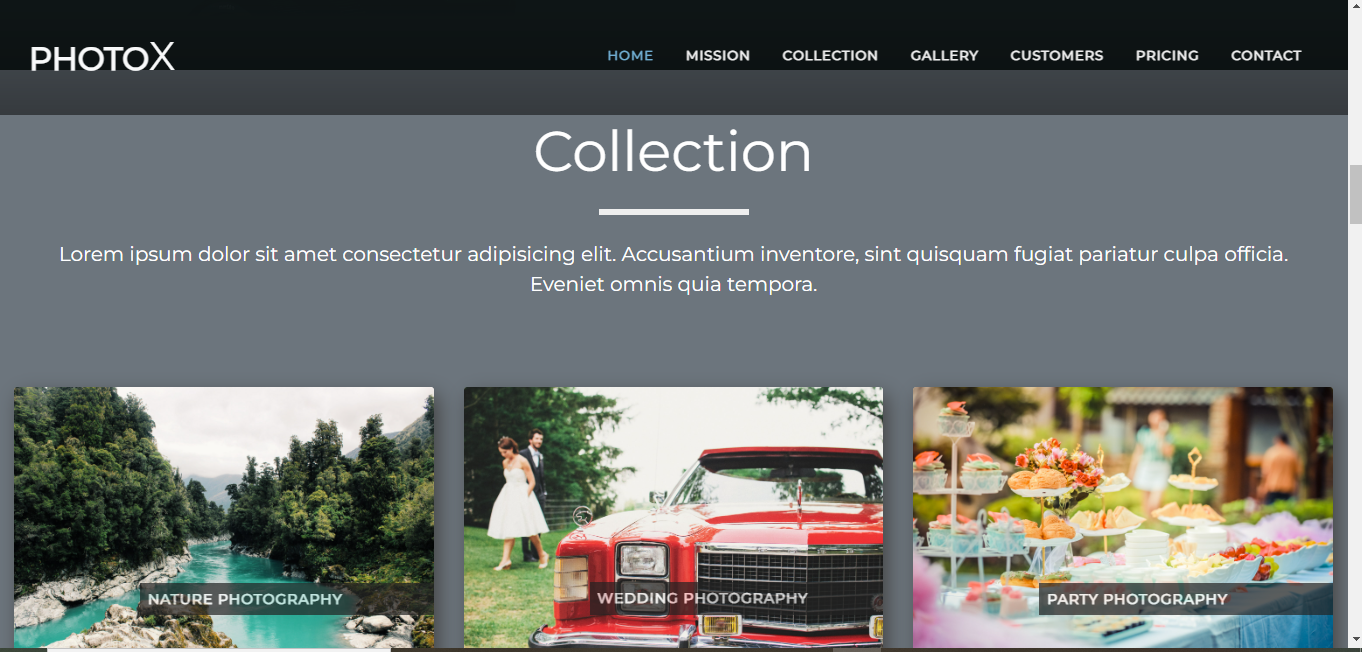 PHOTOX
HOME MISSION COLLECTION GALLERY CUSTOMERS PRICING CONTACT
Collection
Lorem ipsum dolor sit amet consectetur adipisicing elit. Accusantium inventore, sint quisquam fugiat pariatur culpa officia.
Eveniet omnis quia tempora.
NATURE PHOTOGRAPHY
WEDDING PHOTOGRAPHY
PARTY PHOTOGRAPHY